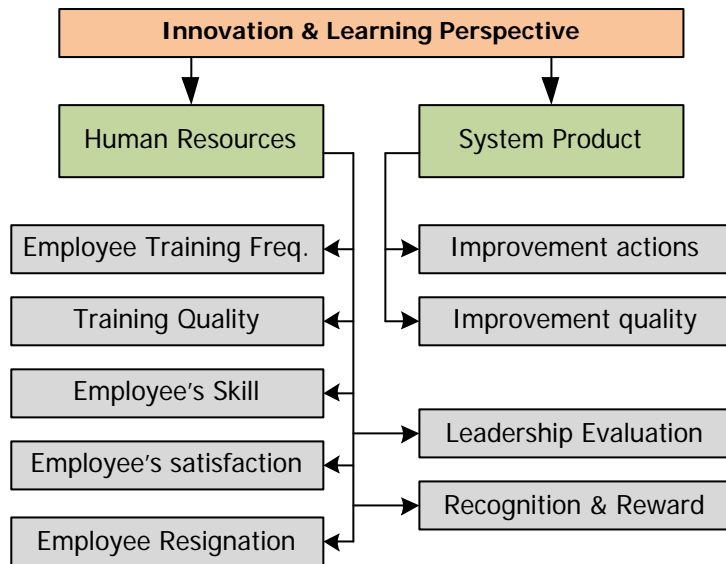 Innovation & Learning Perspective
Human Resources
System Product
Employee Training Freq.
Improvement actions
Training Quality
Improvement quality
Employee's Skill
Leadership Evaluation
Employee's satisfaction
Recognition & Reward
Employee Resignation